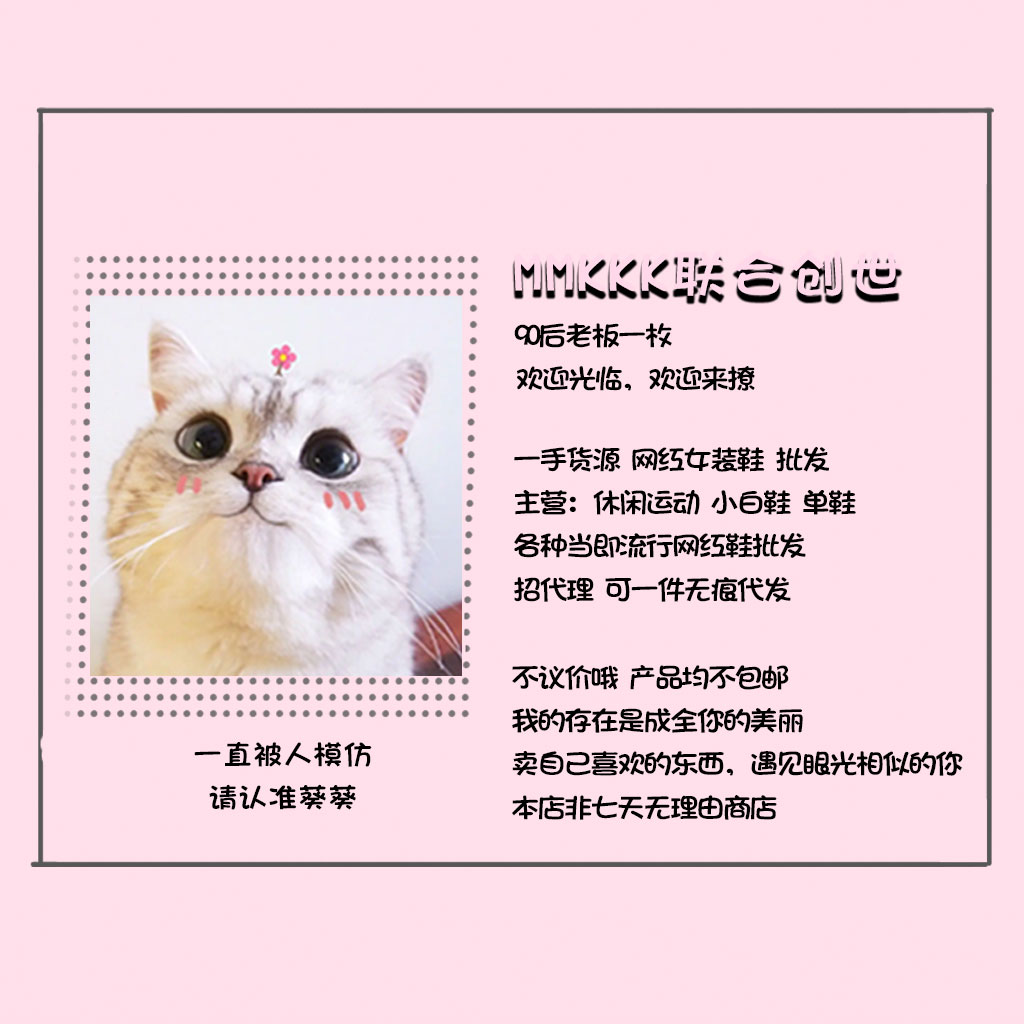 MMKKK联合创世
90后老板一枚
欢迎光临，欢迎来撩
一手货源 网红女装鞋 批发
主营：休闲运动 小白鞋 单鞋
各种当即流行网红鞋批发
招代理 可一件无痕代发
不议价哦 产品均不包邮
我的存在是成全你的美丽
卖自己喜欢的东西，遇见眼光相似的你
本店非七天无理由商店
一直被人模仿
请认准葵葵